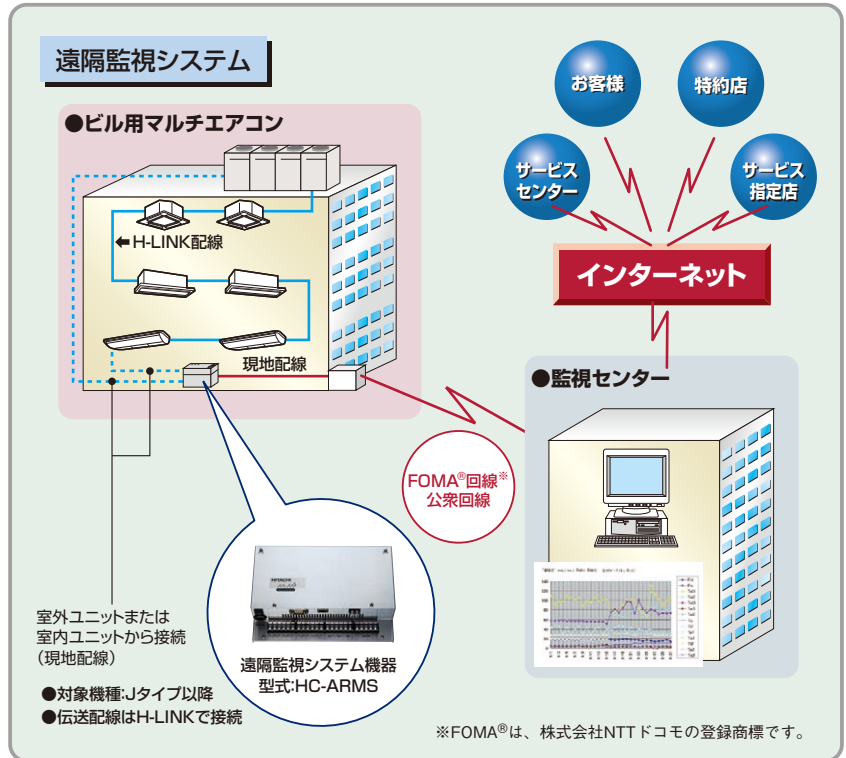 遠隔監視システム
●ビル用マルチエアコン
⬅H-LINK配線
現地配線
お客様
特約店
サービス
センター
サービス
指定店
インターネット
●監視センター
FOMA®回線※
公衆回線
HITACHI
遠隔監視システム機器
型式:HC-ARMS
室外ユニットまたは
室内ユニットから接続
(現地配線)
●対象機種:Jタイプ以降
●伝送配線はH-LINKで接続
※FOMA®は、株式会社NTTドコモの登録商標です。